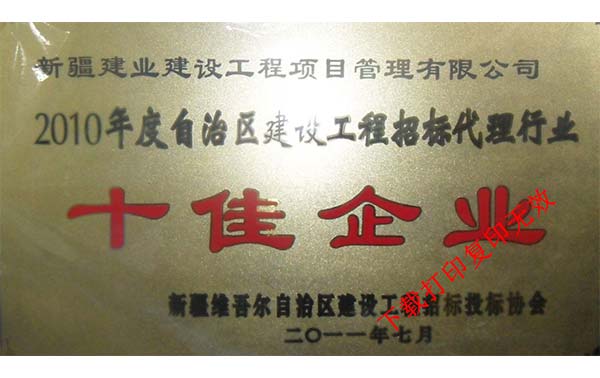 新疆建业建设工程项目管理有限公司
2010年度自治区建设工程招标代理行业
十佳企业
新疆维吾尔自治区建设工程招标投标协会
二〇一一年七月
下载打印复印无效